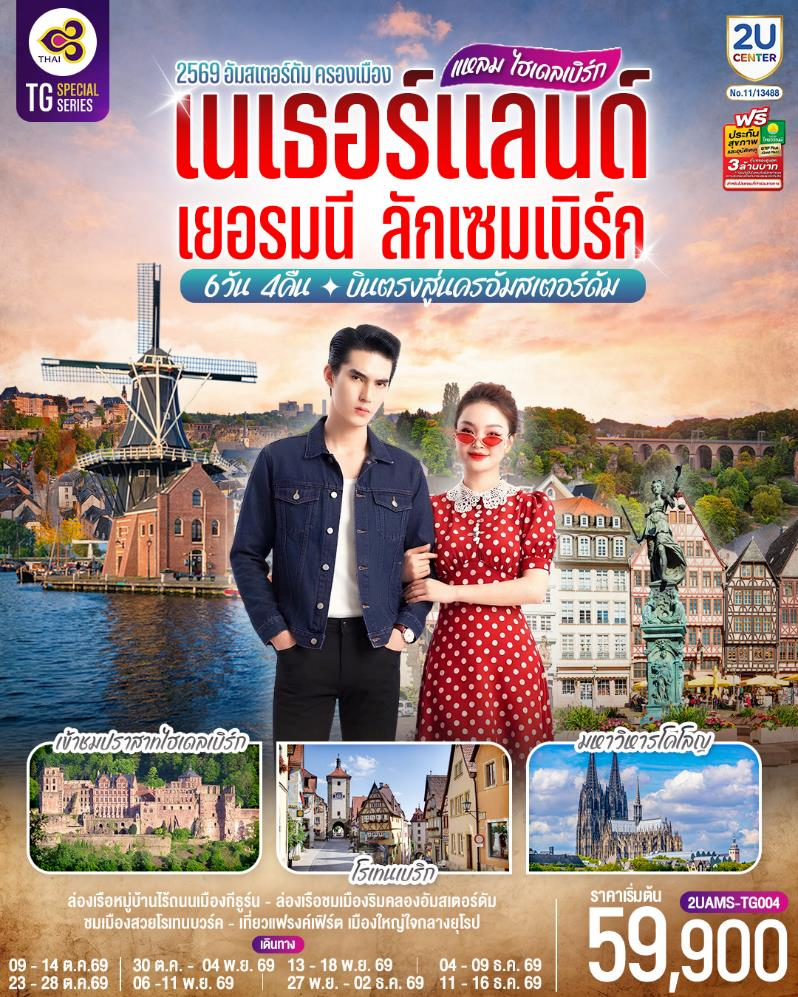 THAI
TG SPECIAL SERIES
2U
CENTER
No.11/13488
ฟรี
ประกัน
สุขภาพ
และอุบัติเหตุ
3 ล้านบาท
2569 อัมสเตอร์ดัม ครองเมือง
แหลม ไฮเดลเบิร์ก
เนเธอร์แลนด์
เยอรมนี ลักเซมเบิร์ก
6วัน 4คืน ✦ บินตรงสู่นครอัมสเตอร์ดัม
เข้าชมปราสาทไฮเดลเบิร์ก
โรเทนเบริก
มหาวิหารโคโลญ
ล่องเรือหมู่บ้านไร้ถนนเมืองกีธูร์น - ล่องเรือชมเมืองริมคลองอัมสเตอร์ดัม
ชมเมืองสวยโรเทนบวร์ค - เที่ยวแฟรงค์เฟิร์ต เมืองใหญ่ใจกลางยุโรป
เดินทาง
09 - 14 ต.ค.69 | 30 ต.ค. - 04 พ.ย. 69 | 13 - 18 พ.ย. 69 | 04 - 09 ธ.ค. 69
23 - 28 ต.ค.69 | 06 -11 พ.ย. 69 | 27 พ.ย. - 02 ธ.ค. 69 | 11 - 16 ธ.ค. 69
ราคาเริ่มต้น
2UAMS-TG004
59,900